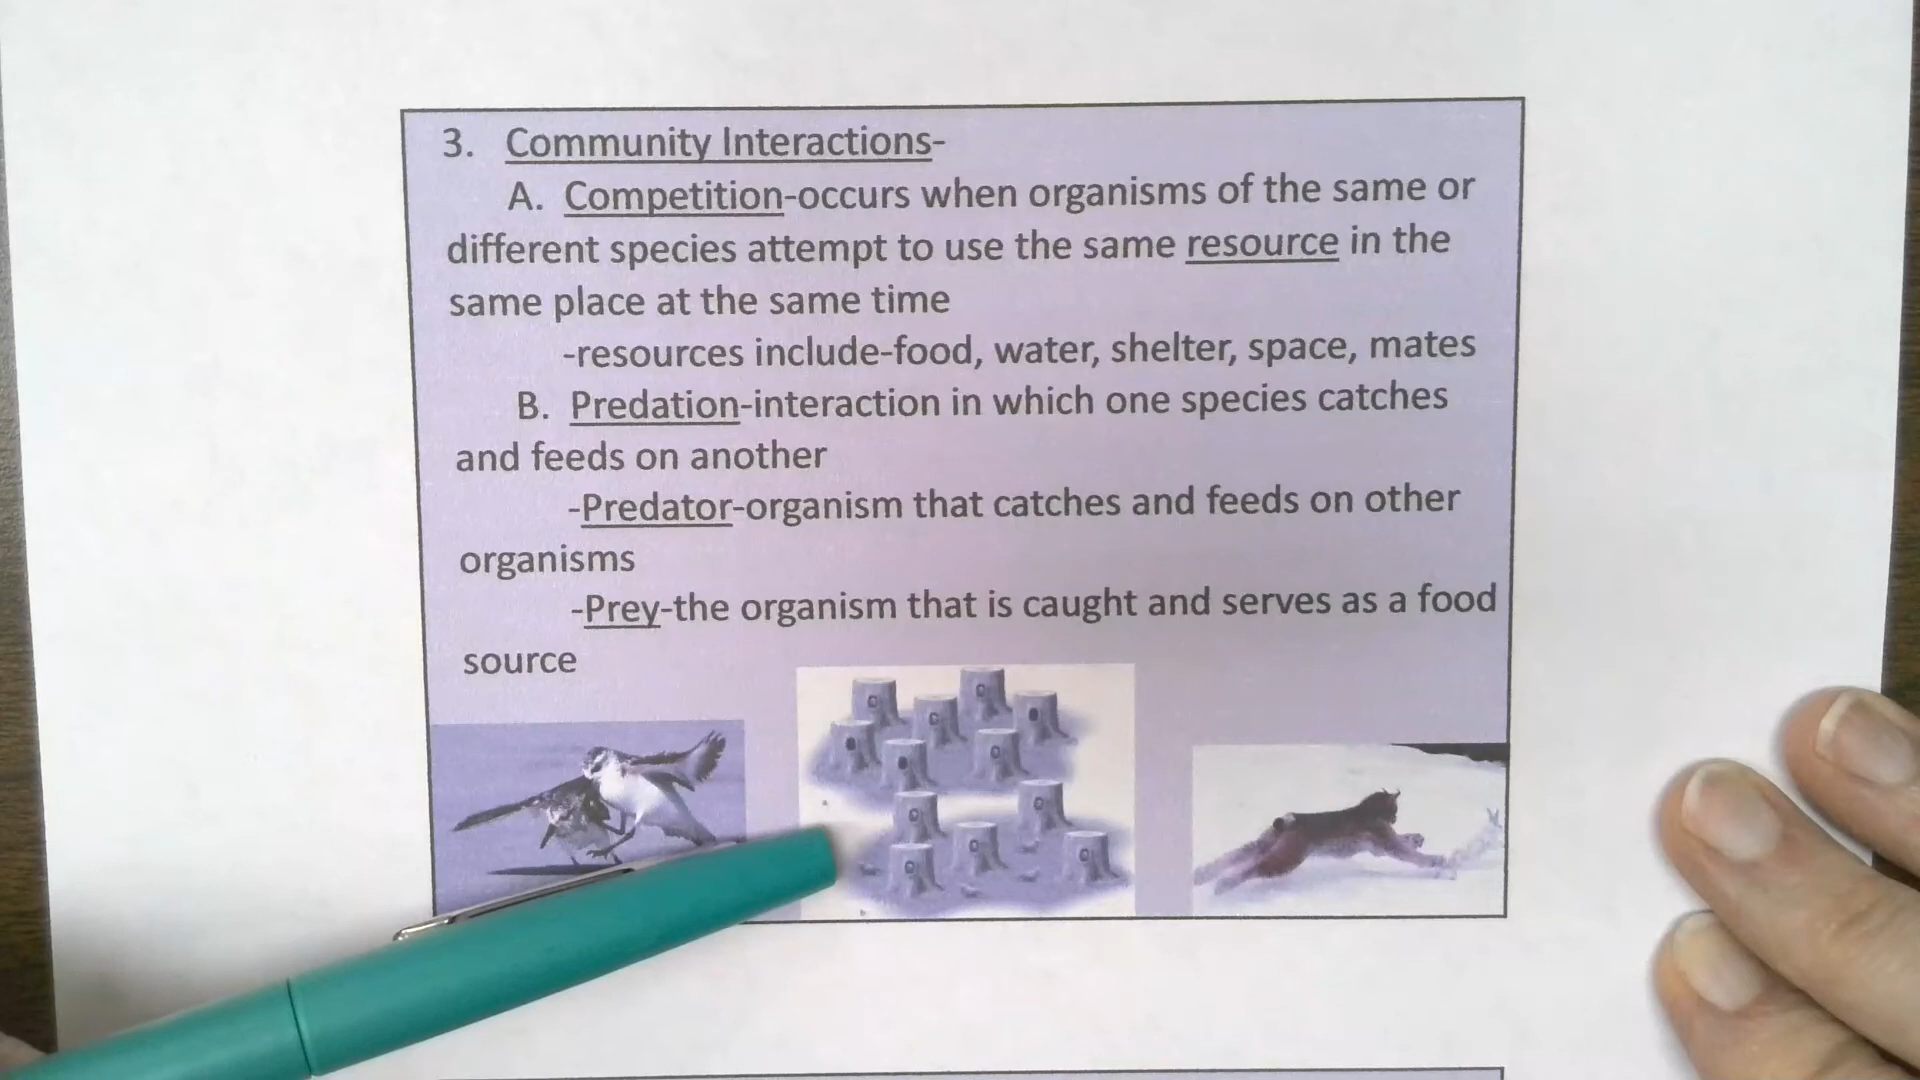 3. Community Interactions-
A. Competition-occurs when organisms of the same or
different species attempt to use the same resource in the
same place at the same time
-resources include-food, water, shelter, space, mates
B. Predation-interaction in which one species catches
and feeds on another
-Predator-organism that catches and feeds on other
organisms
-Prey-the organism that is caught and serves as a food
source